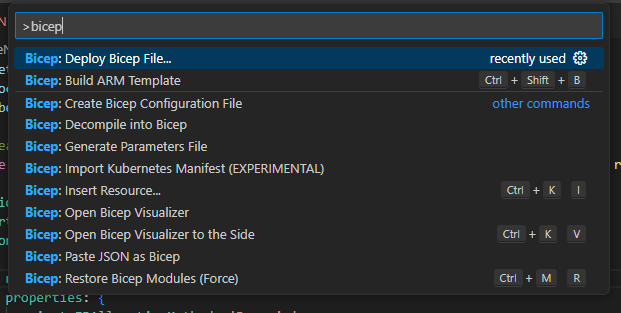 >bicep
Bicep: Deploy Bicep File... recently used
Bicep: Build ARM Template Ctrl + Shift + B
Bicep: Create Bicep Configuration File other commands
Bicep: Decompile into Bicep
Bicep: Generate Parameters File
Bicep: Import Kubernetes Manifest (EXPERIMENTAL)
Bicep: Insert Resource... Ctrl + K I
Bicep: Open Bicep Visualizer
Bicep: Open Bicep Visualizer to the Side Ctrl + K V
Bicep: Paste JSON as Bicep
Bicep: Restore Bicep Modules (Force) Ctrl + M R
properties: {